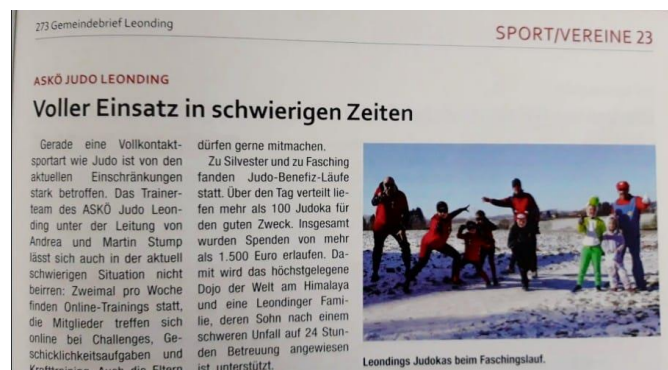 273 Gemeindebrief Leonding
SPORT/VEREINE 23
ASKÖ JUDO LEONDING
Voller Einsatz in schwierigen Zeiten
Gerade eine Vollkontakt-
sportart wie Judo ist von den
aktuellen Einschränkungen
stark betroffen. Das Trainer-
team des ASKÖ Judo Leon-
ding unter der Leitung von
Andrea und Martin Stump
lässt sich auch in der aktuell
schwierigen Situation nicht
beirren: Zweimal pro Woche
finden Online-Trainings statt,
die Mitglieder treffen sich
online bei Challenges, Ge-
schicklichkeitsaufgaben und
Krafttraining. Auch die Eltern
dürfen gerne mitmachen.
Zu Silvester und zu Fasching
fanden Judo-Benefiz-Läufe
statt. Über den Tag verteilt lie-
fen mehr als 100 Judoka für
den guten Zweck. Insgesamt
wurden Spenden von mehr
als 1.500 Euro erlaufen. Da-
mit wird das höchstgelegene
Dojo der Welt am Himalaya
und eine Leondinger Fami-
lie, deren Sohn nach einem
schweren Unfall auf 24 Stun-
den Betreuung angewiesen
ist unterstützt.
Leondings Judokas beim Faschingslauf.